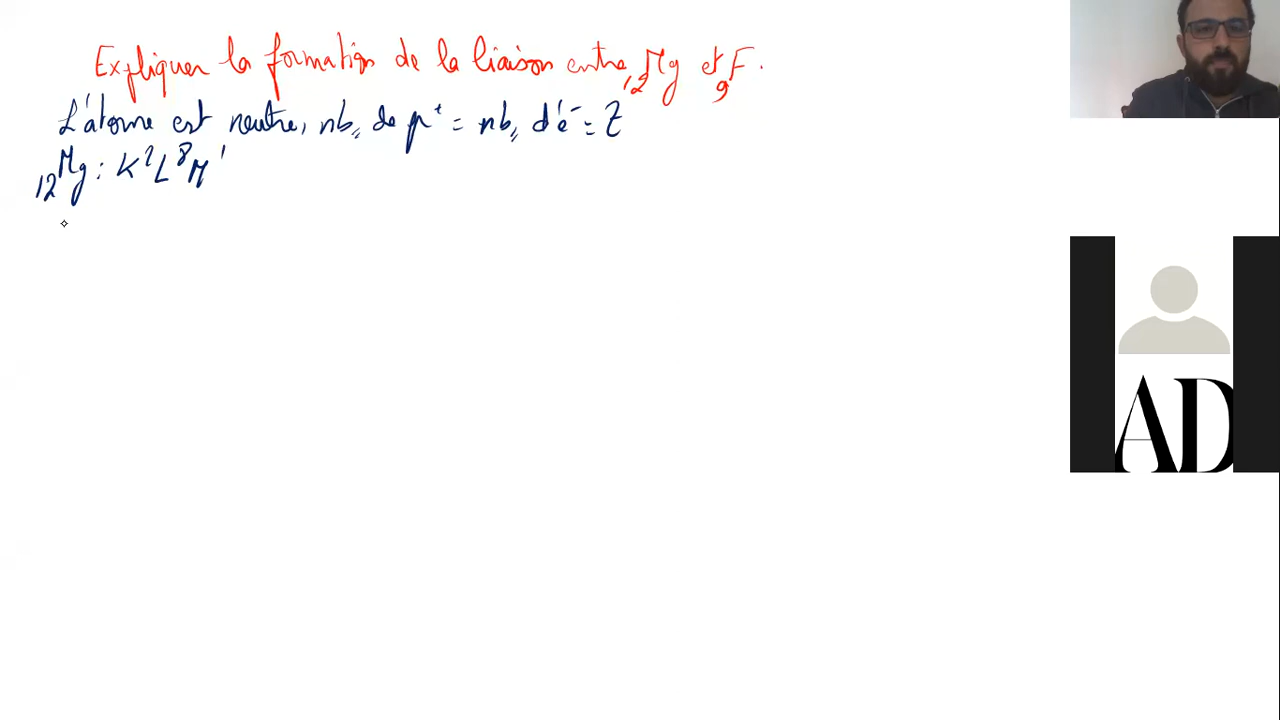 Expliquer la formation de la liaison entre ₁₂Mg et ₉F.
L'atome est neutre, nb, de p⁺ = nb, d'é⁻ = Z
₁₂Mg : K²L⁸M¹
AD